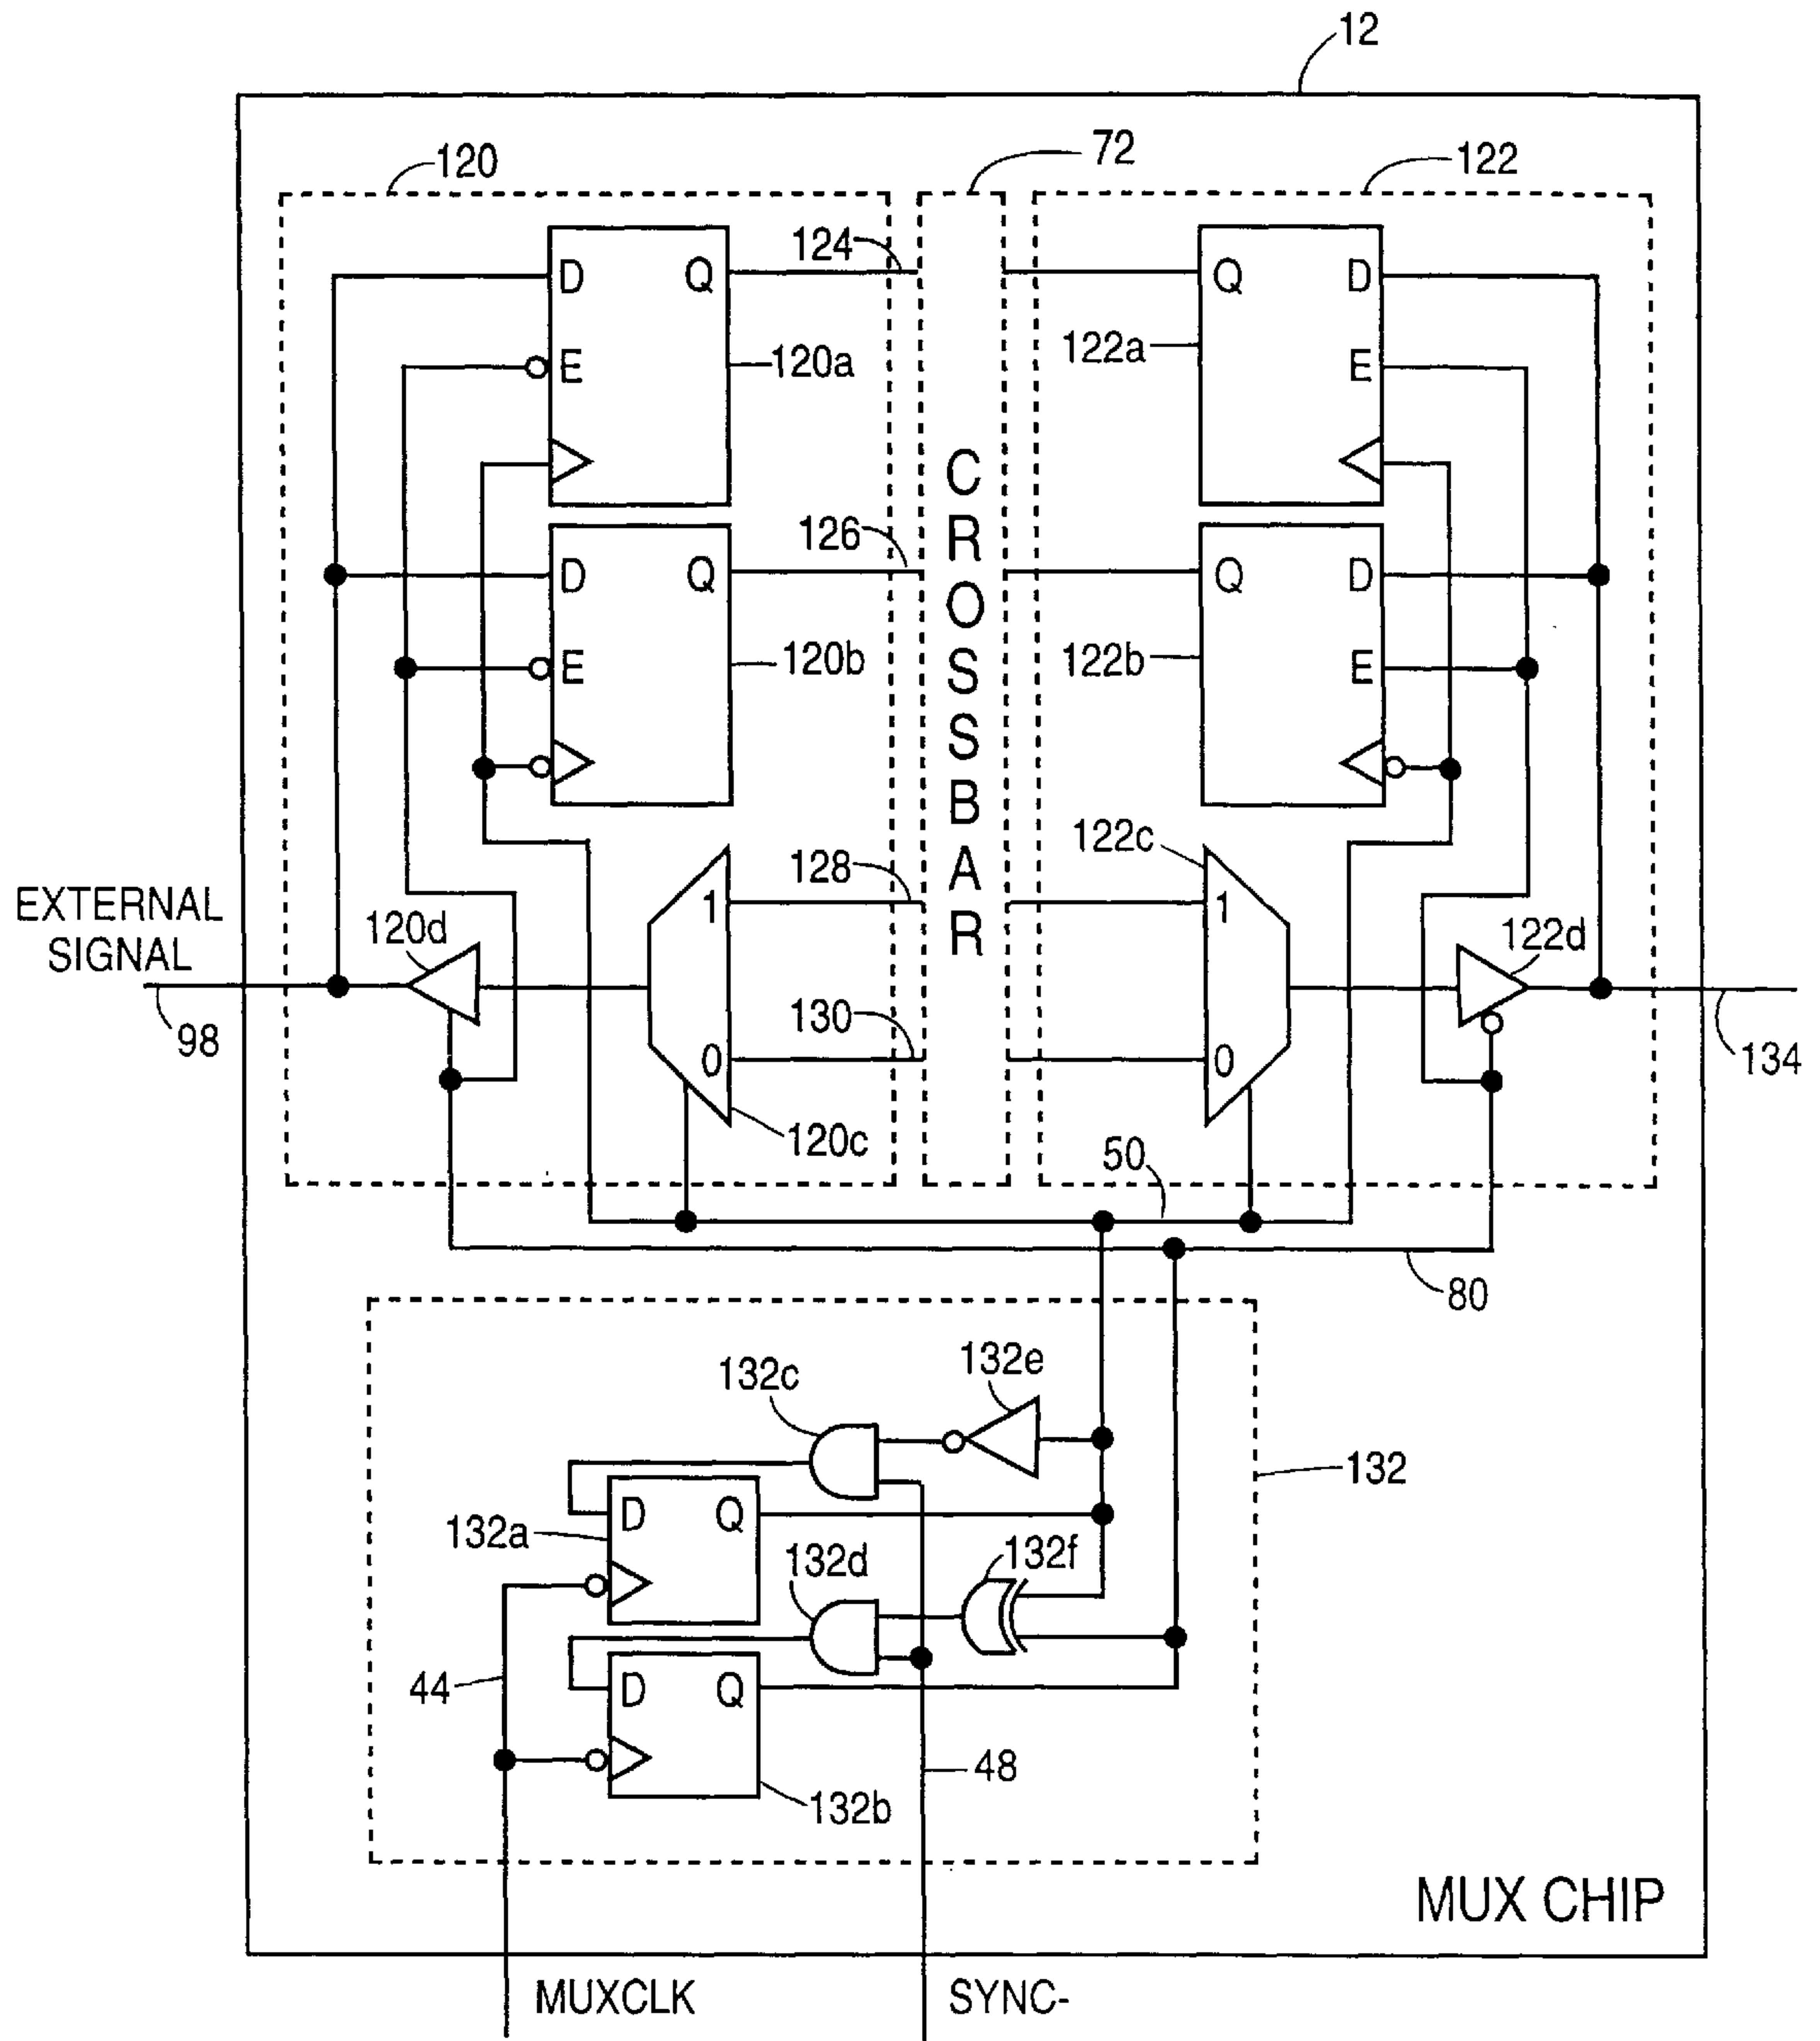 12
120
72
122
124
D Q
Q D
E
120a
122a
E
126
D Q
Q D
E
120b
122b
E
CROSSBAR
128
122c
1
1
EXTERNAL
SIGNAL
120d
122d
98
130
134
0
0
120c
50
80
132c
132e
132
D Q
132a
132d
132f
44
D Q
48
132b
MUX CHIP
MUXCLK
SYNC-